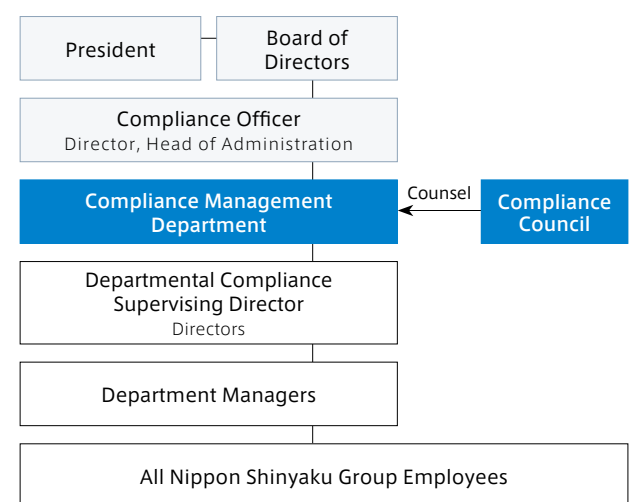 President
Board of
Directors
Compliance Officer
Director, Head of Administration
Compliance Management
Department
Counsel
Compliance
Council
Departmental Compliance
Supervising Director
Directors
Department Managers
All Nippon Shinyaku Group Employees